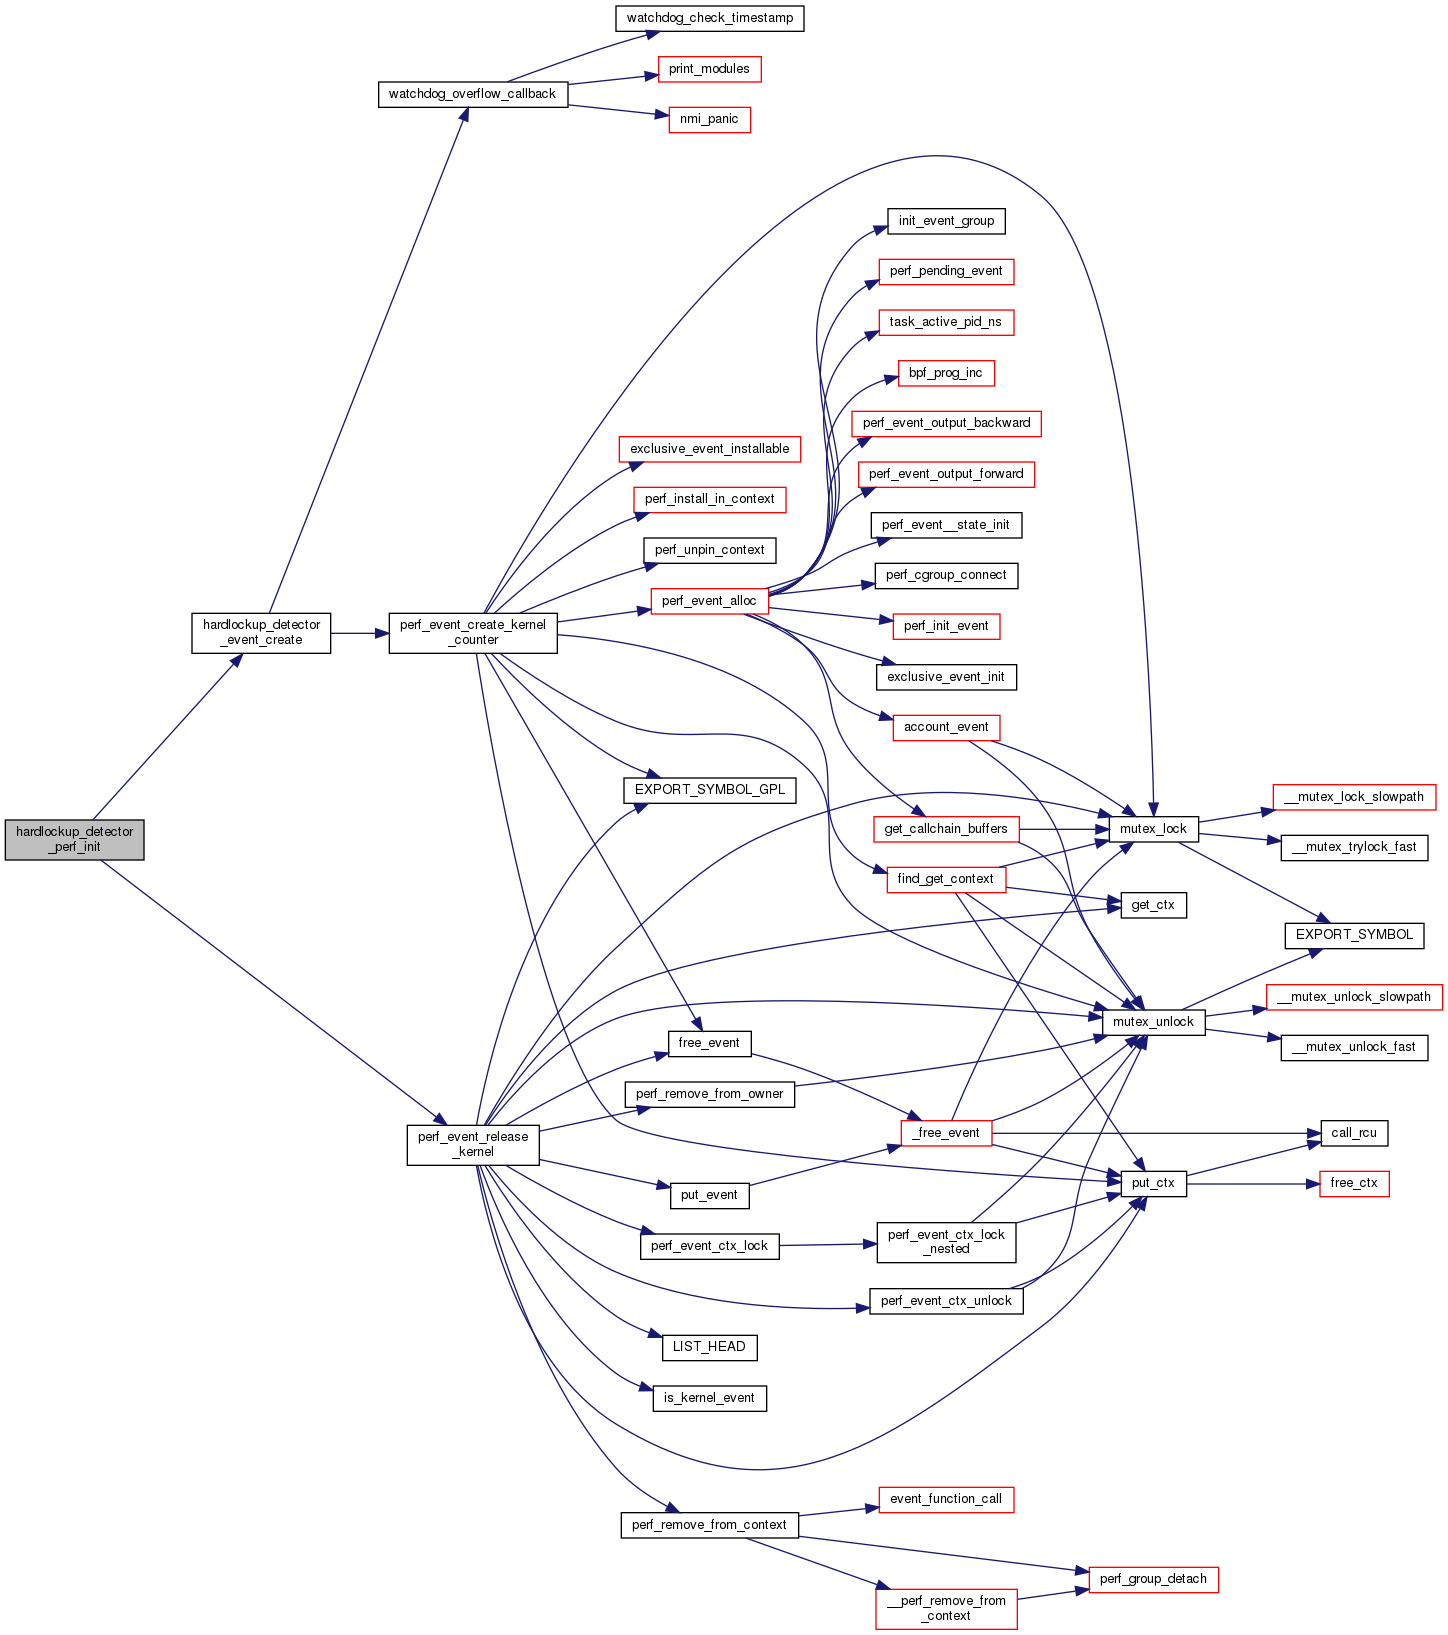 watchdog_check_timestamp
print_modules
watchdog_overflow_callback
nmi_panic
init_event_group
perf_pending_event
task_active_pid_ns
bpf_prog_inc
perf_event_output_backward
exclusive_event_installable
perf_event_output_forward
perf_install_in_context
perf_event__state_init
perf_unpin_context
perf_cgroup_connect
perf_event_alloc
hardlockup_detector
_event_create
perf_event_create_kernel
_counter
perf_init_event
exclusive_event_init
account_event
EXPORT_SYMBOL_GPL
__mutex_lock_slowpath
hardlockup_detector
_perf_init
get_callchain_buffers
mutex_lock
__mutex_trylock_fast
find_get_context
get_ctx
EXPORT_SYMBOL
__mutex_unlock_slowpath
mutex_unlock
free_event
__mutex_unlock_fast
perf_remove_from_owner
perf_event_release
_kernel
_free_event
call_rcu
put_event
put_ctx
free_ctx
perf_event_ctx_lock
perf_event_ctx_lock
_nested
perf_event_ctx_unlock
LIST_HEAD
is_kernel_event
event_function_call
perf_remove_from_context
perf_group_detach
__perf_remove_from
_context